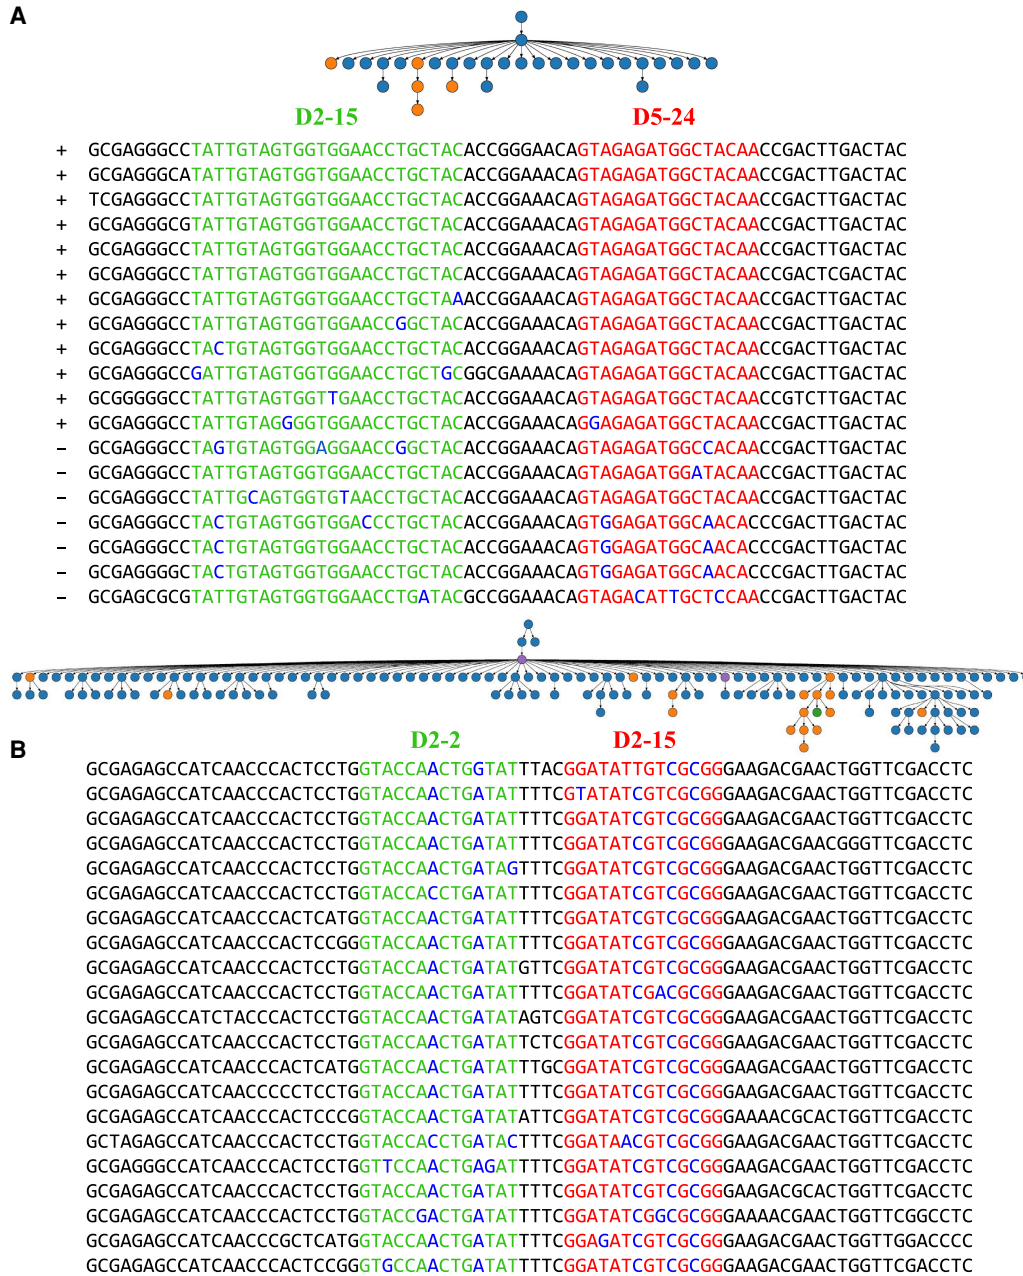 A
D2-15 D5-24
+ GCGAGGGCCTATTGTAGTGGTGGAACCTGCTACACCGGGAACAGTAGAGATGGCTACAACCGACTTGACTAC
+ GCGAGGGCATATTGTAGTGGTGGAACCTGCTACACCGGAAACAGTAGAGATGGCTACAACCGACTTGACTAC
+ TCGAGGGCCTATTGTAGTGGTGGAACCTGCTACACCGGAAACAGTAGAGATGGCTACAACCGACTTGACTAC
+ GCGAGGGCGTATTGTAGTGGTGGAACCTGCTACACCGGAAACAGTAGAGATGGCTACAACCGACTTGACTAC
+ GCGAGGGCCTATTGTAGTGGTGGAACCTGCTACACCGGAAACAGTAGAGATGGCTACAACCGACTTGACTAC
+ GCGAGGGCCTATTGTAGTGGTGGAACCTGCTACACCGGAAACAGTAGAGATGGCTACAACCGACTCGACTAC
+ GCGAGGGCCTATTGTAGTGGTGGAACCTGCTAAACCGGAAACAGTAGAGATGGCTACAACCGACTTGACTAC
+ GCGAGGGCCTATTGTAGTGGTGGAACCGGCTACACCGGAAACAGTAGAGATGGCTACAACCGACTTGACTAC
+ GCGAGGGCCTACTGTAGTGGTGGAACCTGCTACACCGGAAACAGTAGAGATGGCTACAACCGACTTGACTAC
+ GCGAGGGCCGATTGTAGTGGTGGAACCTGCTGCGGCGAAAACAGTAGAGATGGCTACAACCGACTTGACTAC
+ GCGGGGGCCTATTGTAGTGGTTGAACCTGCTACACCGGAAACAGTAGAGATGGCTACAACCGTCTTGACTAC
+ GCGAGGGCCTATTGTAGGGGTGGAACCTGCTACACCGGAAACAGGAGAGATGGCTACAACCGACTTGACTAC
− GCGAGGGCCTAGTGTAGTGGAGGAACCGGCTACACCGGAAACAGTAGAGATGGCCACAACCGACTTGACTAC
− GCGAGGGCCTATTGTAGTGGTGGAACCTGCTACACCGGAAACAGTAGAGATGGATACAACCGACTTGACTAC
− GCGAGGGCCTATTGCAGTGGTGTAACCTGCTACACCGGAAACAGTAGAGATGGCTACAACCGACTTGACTAC
− GCGAGGGCCTACTGTAGTGGTGGACCCTGCTACACCGGAAACAGTGGAGATGGCAACACCCGACTTGACTAC
− GCGAGGGCCTACTGTAGTGGTGGAACCTGCTACACCGGAAACAGTGGAGATGGCAACACCCGACTTGACTAC
− GCGAGGGGCTACTGTAGTGGTGGAACCTGCTACACCGGAAACAGTGGAGATGGCAACACCCGACTTGACTAC
− GCGAGCGCGTATTGTAGTGGTGGAACCTGATACGCCGGAAACAGTAGACATTGCTCCAACCGACTTGACTAC
B
D2-2 D2-15
GCGAGAGCCATCAACCCACTCCTGGTACCAACTGGTATTTACGGATATTGTCGCGGGAAGACGAACTGGTTCGACCTC
GCGAGAGCCATCAACCCACTCCTGGTACCAACTGATATTTTCGTATATCGTCGCGGGAAGACGAACTGGTTCGACCTC
GCGAGAGCCATCAACCCACTCCTGGTACCAACTGATATTTTCGGATATCGTCGCGGGAAGACGAACTGGTTCGACCTC
GCGAGAGCCATCAACCCACTCCTGGTACCAACTGATATTTTCGGATATCGTCGCGGGAAGACGAACGGGTTCGACCTC
GCGAGAGCCATCAACCCACTCCTGGTACCAACTGATAGTTTCGGATATCGTCGCGGGAAGACGAACTGGTTCGACCTC
GCGAGAGCCATCAACCCACTCCTGGTACCACCTGATATTTTCGGATATCGTCGCGGGAAGACGAACTGGTTCGACCTC
GCGAGAGCCATCAACCCACTCATGGTACCAACTGATATTTTCGGATATCGTCGCGGGAAGACGAACTGGTTCGACCTC
GCGAGAGCCATCAACCCACTCCGGGTACCAACTGATATTTTCGGATATCGTCGCGGGAAGACGAACTGGTTCGACCTC
GCGAGAGCCATCAACCCACTCCTGGTACCAACTGATATGTTCGGATATCGTCGCGGGAAGACGAACTGGTTCGACCTC
GCGAGAGCCATCAACCCACTCCTGGTACCAACTGATATTTTCGGATATCGACGCGGGAAGACGAACTGGTTCGACCTC
GCGAGAGCCATCTACCCACTCCTGGTACCAACTGATATAGTCGGATATCGTCGCGGGAAGACGAACTGGTTCGACCTC
GCGAGAGCCATCAACCCACTCCTGGTACCAACTGATATTCTCGGATATCGTCGCGGGAAGACGAACTGGTTCGACCTC
GCGAGAGCCATCAACCCACTCATGGTACCAACTGATATTTGCGGATATCGTCGCGGGAAGACGAACTGGTTCGACCTC
GCGAGAGCCATCAACCCCCTCCTGGTACCAACTGATATTTTCGGATATCGTCGCGGGAAGACGAACTGGTTCGACCTC
GCGAGAGCCATCAACCCACTCCCGGTACCAACTGATATATTCGGATATCGTCGCGGGAAAACGCACTGGTTCGACCTC
GCTAGAGCCATCAACCCACTCCTGGTACCACCTGATACTTTCGGATAACGTCGCGGGAAGACGAACTGGTTCGACCTC
GCGAGGGCCATCAACCCACTCCTGGTTCCAACTGAGATTTTCGGATATCGTCGCGGGAAGACGAACTGGTTCGACCTC
GCGAGAGCCATCAACCCACTCCTGGTACCAACTGATATTTTCGGATATCGTCGCGGGAAGACGCACTGGTTCGACCTC
GCGAGAGCCATCAACCCACTCCTGGTACCGACTGATATTTTCGGATATCGGCGCGGGAAAACGAACTGGTTCGGCCTC
GCGAGAGCCATCAACCCGCTCATGGTACCAACTGATATTTTCGGAGATCGTCGCGGGAAGACGAACTGGTTGGACCCC
GCGAGAGCCATCAACCCACTCCGGGTGCCAACTGATATTTTCGGATATCGTCGCGGGAAGACGAACTGGTTCGACCTC